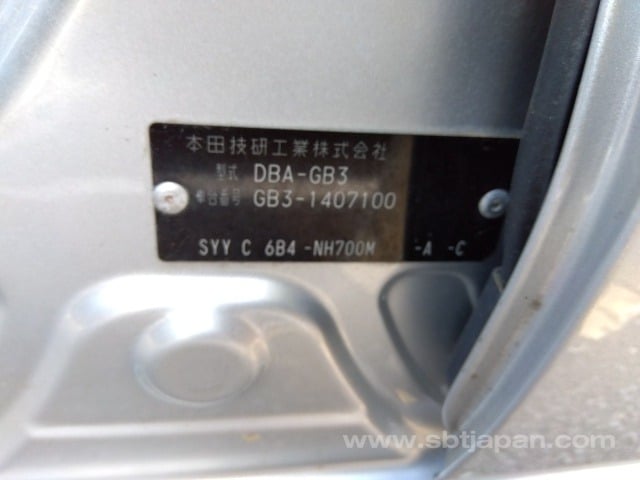 本田技研工業株式会社
型式 DBA-GB3
車台番号 GB3-1407100
SYY C 6B4 -NH700M -A -C
www.sbtjapan.com